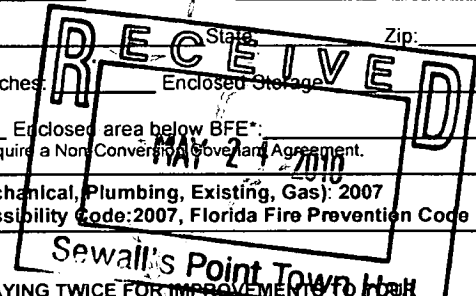 State Zip:
RECEIVED
ches: Enclosed Storage
Enclosed area below BFE*:
quire a Non-Conversion Covenant Agreement.
MAY 2 2010
chanical, Plumbing, Existing, Gas): 2007
ssibility Code:2007, Florida Fire Prevention Code
Sewall's Point Town Hall
AYING TWICE FOR IMPROVEMENTS TO YOUR